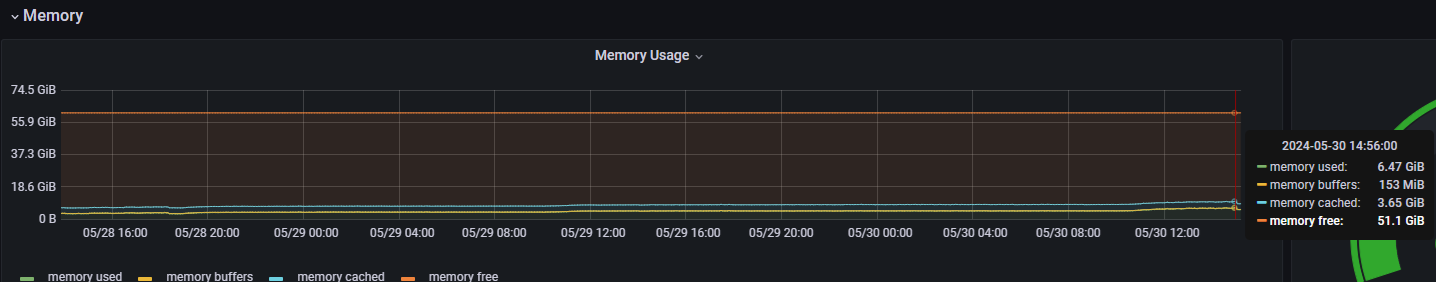 Memory
Memory Usage
74.5 GiB
55.9 GiB
37.3 GiB
18.6 GiB
0 B
05/28 16:00 05/28 20:00 05/29 00:00 05/29 04:00 05/29 08:00 05/29 12:00 05/29 16:00 05/29 20:00 05/30 00:00 05/30 04:00 05/30 08:00 05/30 12:00
memory used memory buffers memory cached memory free
2024-05-30 14:56:00
memory used: 6.47 GiB
memory buffers: 153 MiB
memory cached: 3.65 GiB
memory free: 51.1 GiB